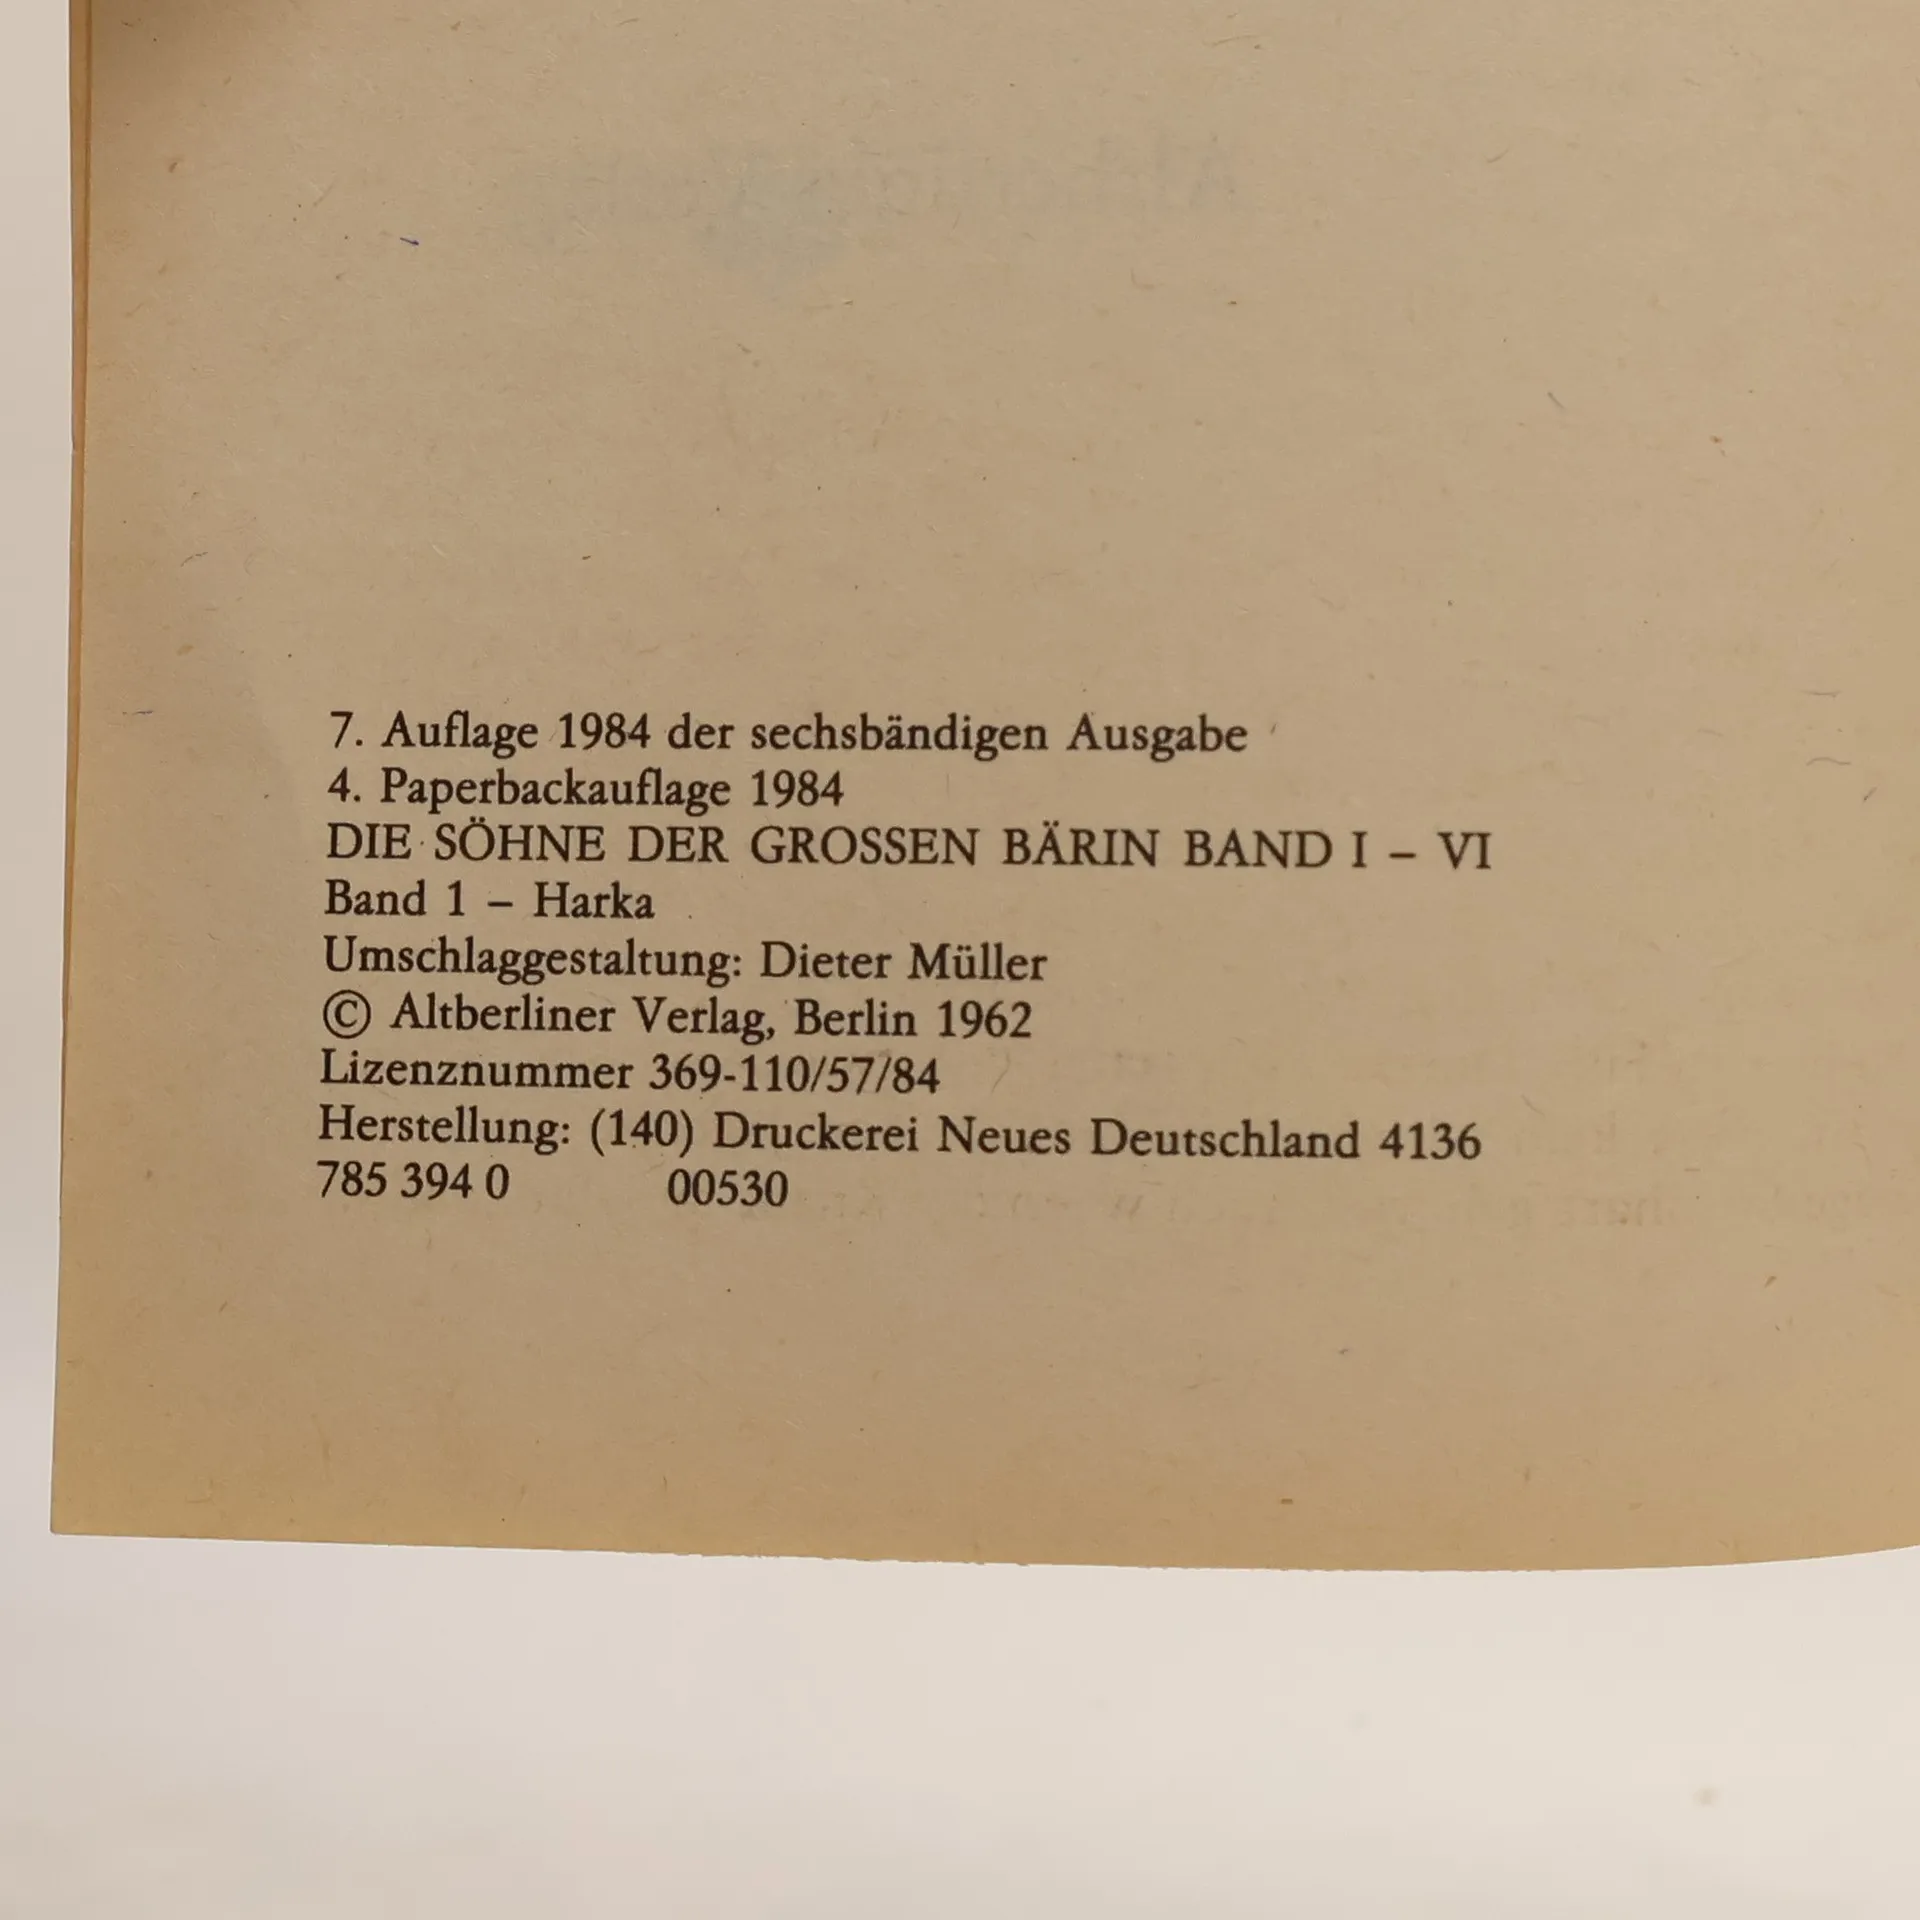 7. Auflage 1984 der sechsbändigen Ausgabe
4. Paperbackauflage 1984
DIE SÖHNE DER GROSSEN BÄRIN BAND I – VI
Band 1 – Harka
Umschlaggestaltung: Dieter Müller
© Altberliner Verlag, Berlin 1962
Lizenznummer 369-110/57/84
Herstellung: (140) Druckerei Neues Deutschland 4136
785 394 0 00530